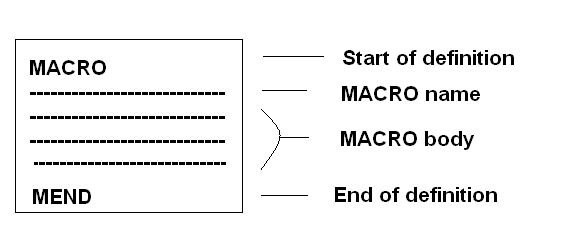 MACRO
MEND
Start of definition
MACRO name
MACRO body
End of definition